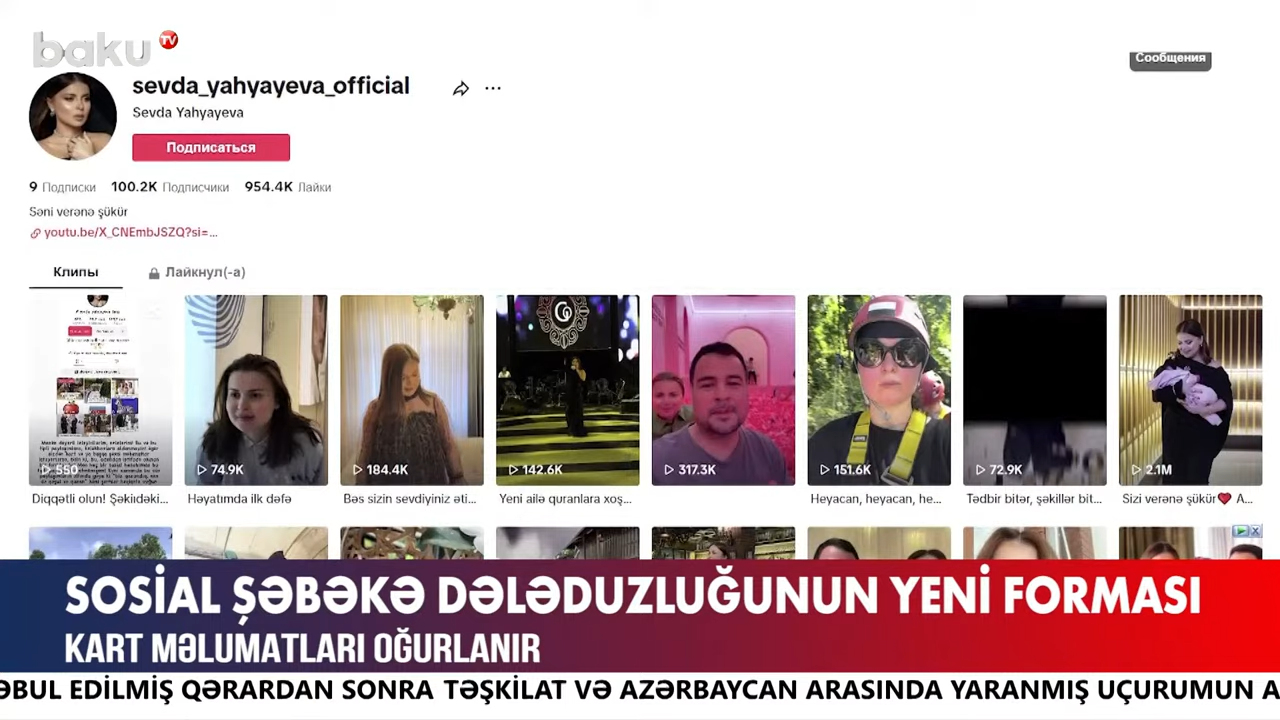 baku TV
Сообщения
sevda_yahyayeva_official
Sevda Yahyayeva
Подписаться
9 Подписки 100.2K Подписчики 954.4K Лайки
Səni verənə şükür
youtu.be/X_CNEmbJSZQ?si=...
Клипы Лайкнул(-а)
550 74.9K 184.4K 142.6K 317.3K 151.6K 72.9K 2.1M
Diqqətli olun! Şəkidəki... Həyatımda ilk dəfə Bəs sizin sevdiyiniz əti... Yeni ailə quranlara xoş... Heyacan, heyacan, he... Tədbir bitər, şəkillər bit... Sizi verənə şükür❤ A...
SOSİAL ŞƏBƏKƏ DƏLƏDUZLUĞUNUN YENİ FORMASI
KART MƏLUMATLARI OĞURLANIR
ƏBUL EDİLMİŞ QƏRARDAN SONRA TƏŞKİLAT VƏ AZƏRBAYCAN ARASINDA YARANMIŞ UÇURUMUN A